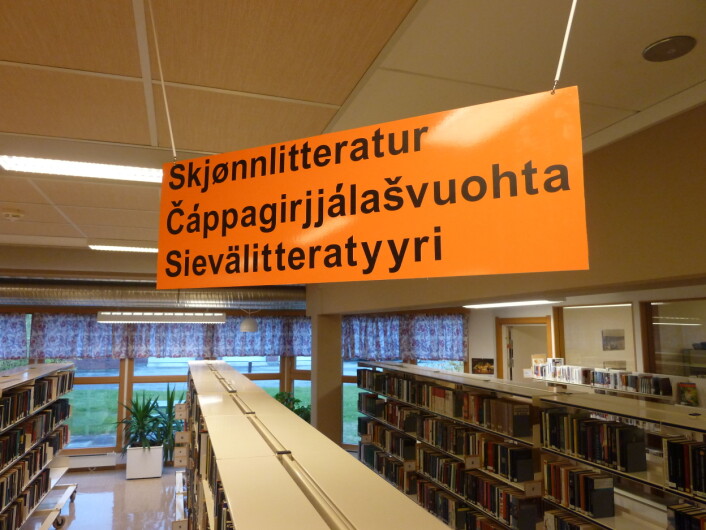 Skjønnlitteratur
Čáppagirjjálašvuohta
Sievälitteratyyri